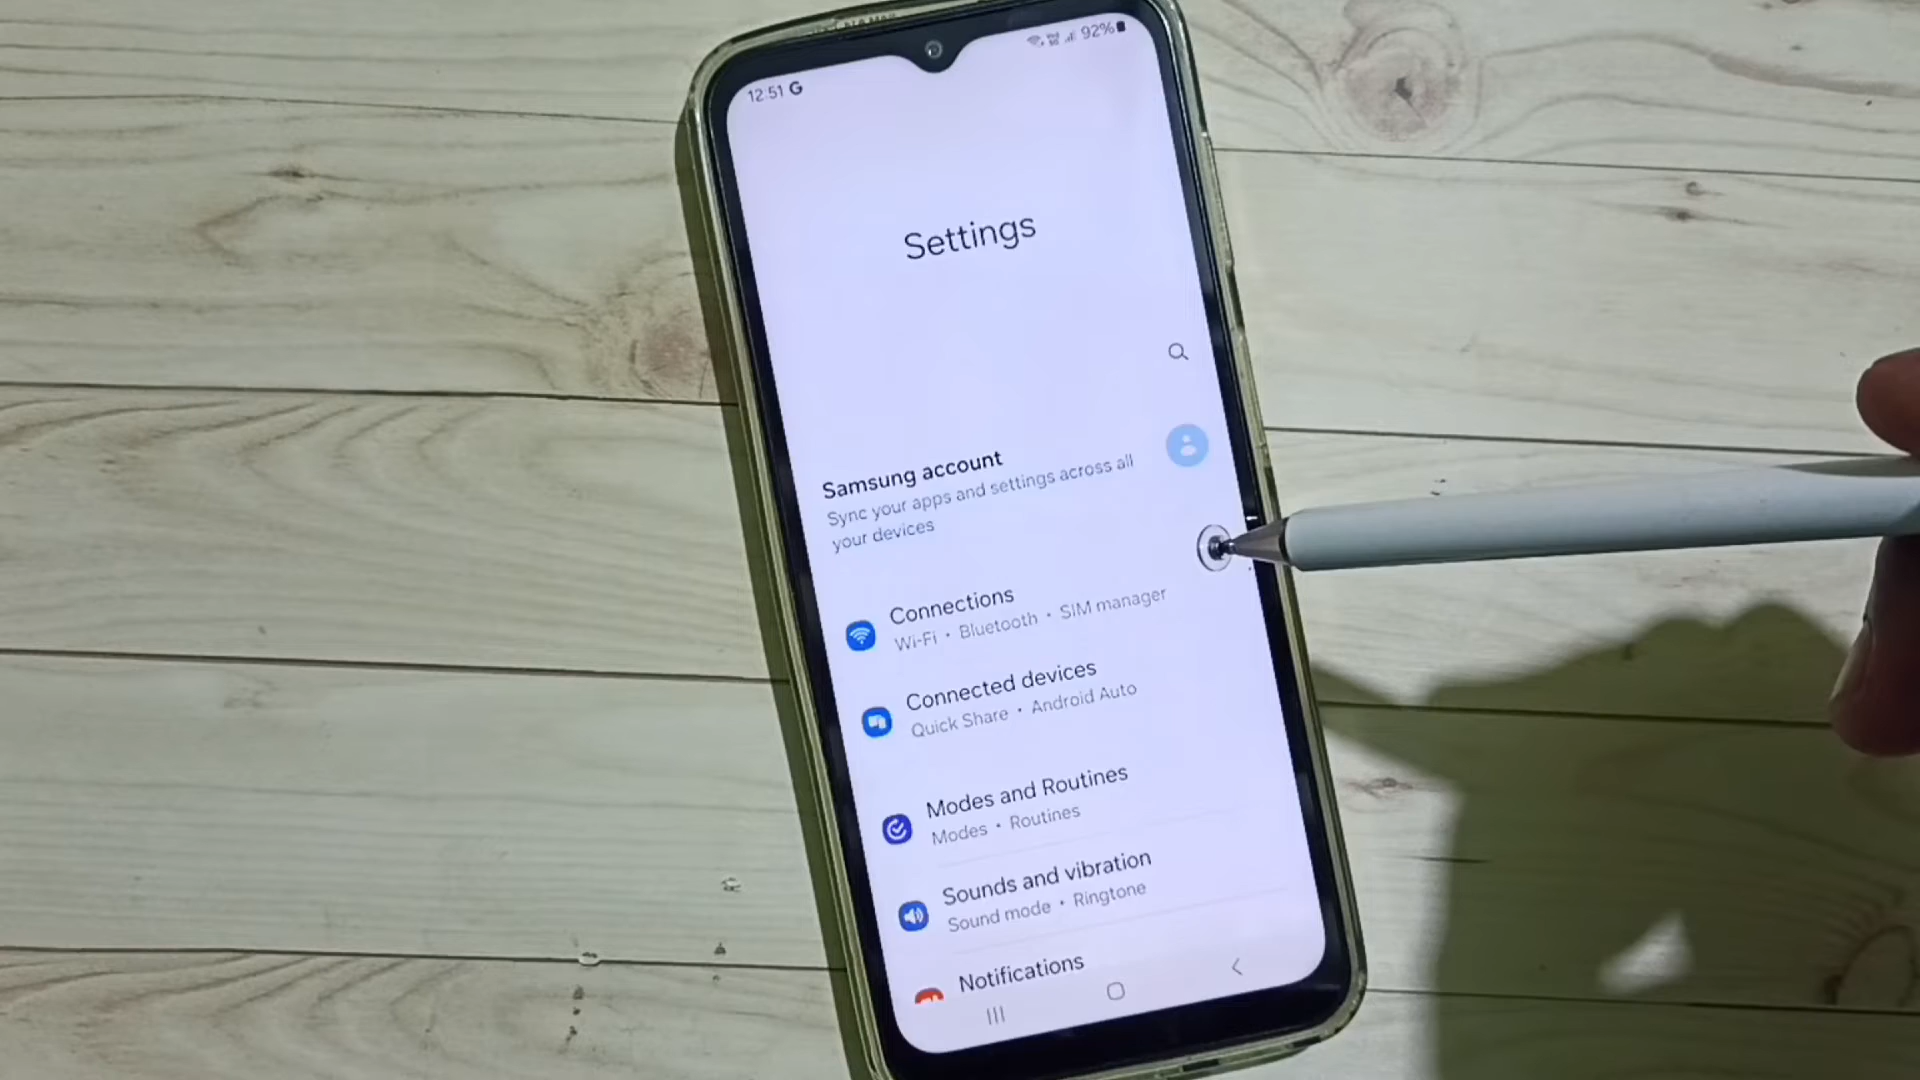 12:51 G
92%
Settings
Samsung account
Sync your apps and settings across all
your devices
Connections
Wi-Fi • Bluetooth • SIM manager
Connected devices
Quick Share • Android Auto
Modes and Routines
Modes • Routines
Sounds and vibration
Sound mode • Ringtone
Notifications